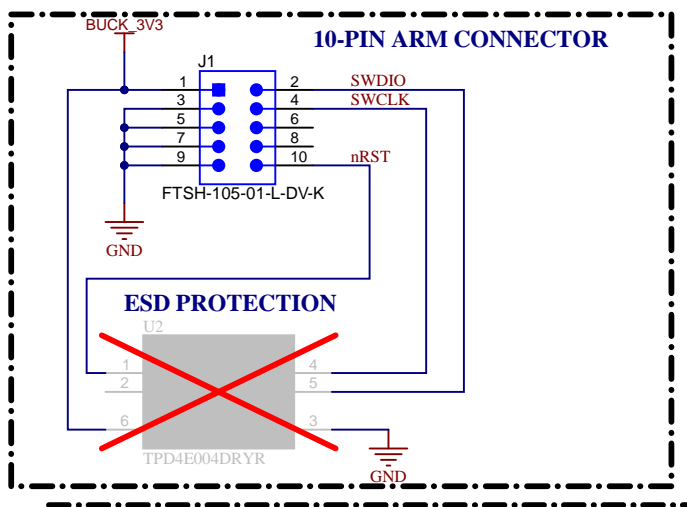 BUCK_3V3
10-PIN ARM CONNECTOR
J1
1 2 SWDIO
3 4 SWCLK
5 6
7 8
9 10 nRST
FTSH-105-01-L-DV-K
GND
ESD PROTECTION
U2
1 4
2 5
6 3
TPD4E004DRYR
GND